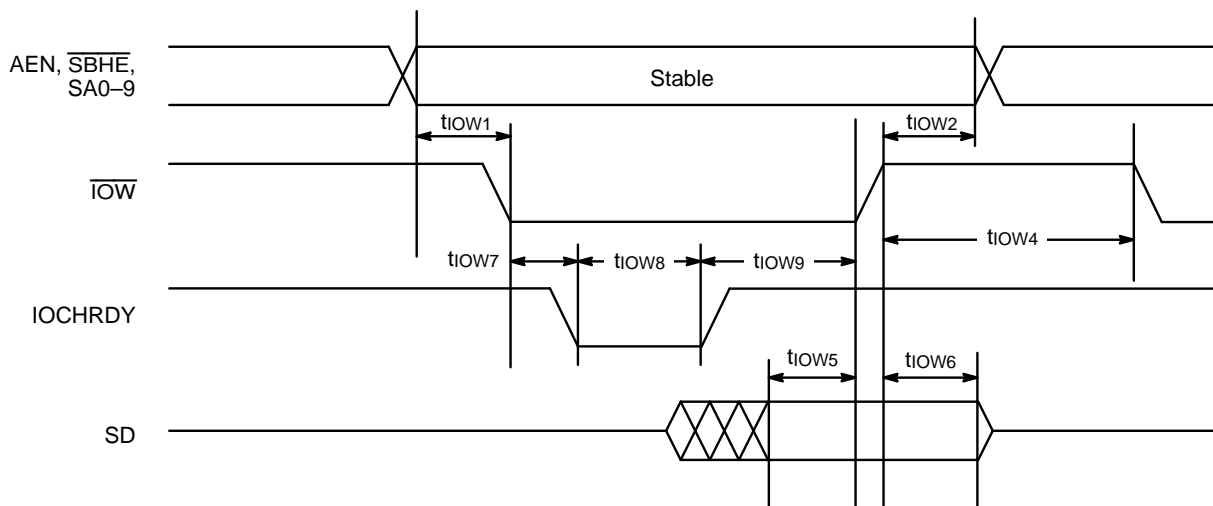 AEN, SBHE,
SA0–9
Stable
tIOW1
tIOW2
IOW
tIOW4
tIOW7
tIOW8
tIOW9
IOCHRDY
tIOW5
tIOW6
SD